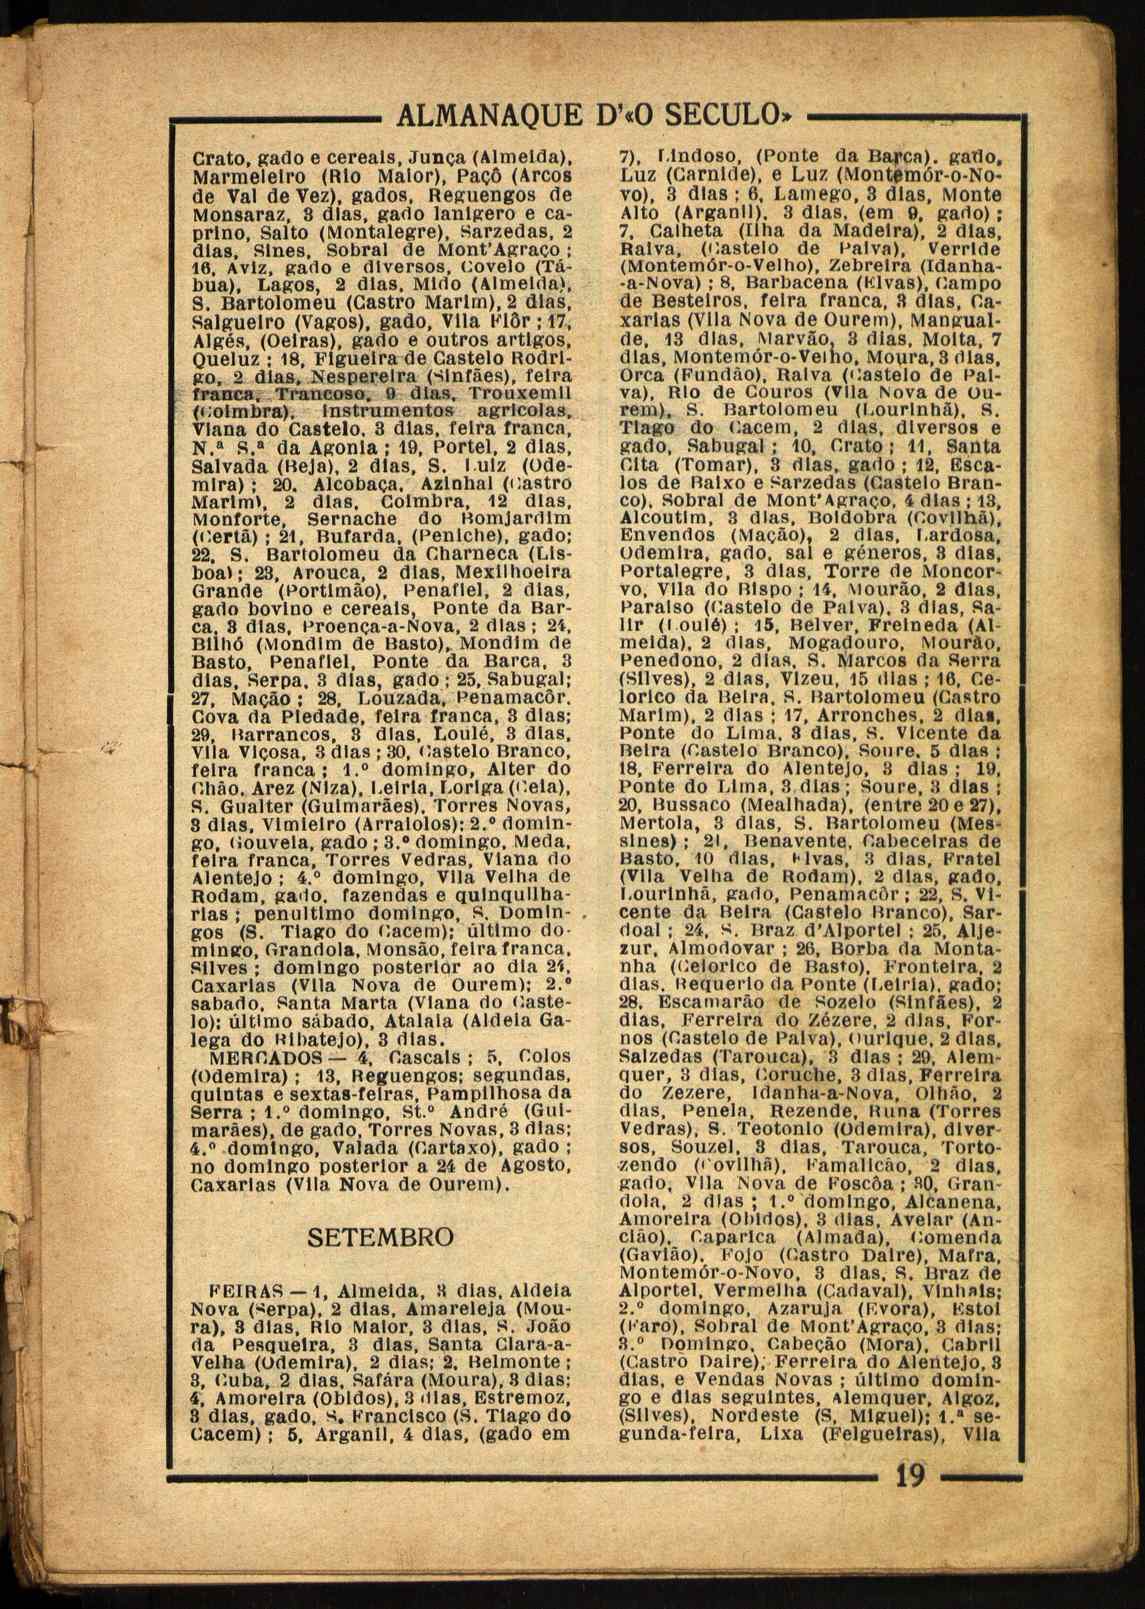 ALMANAQUE D'«O SECULO»
Crato, gado e cereais, Junça (Almeida),
Marmeleiro (Rio Maior), Paçô (Arcos
de Val de Vez), gados, Reguengos de
Monsaraz, 3 dias, gado lanigero e ca-
prino, Salto (Montalegre), Sarzedas, 2
dias, Sines, Sobral de Mont'Agraço ;
16, Aviz, gado e diversos, Covelo (Tá-
bua), Lagos, 2 dias, Mido (Almeida),
S. Bartolomeu (Castro Marim), 2 dias,
Salgueiro (Vagos), gado, Vila Flôr ; 17,
Algés, (Oeiras), gado e outros artigos,
Queluz ; 18, Figueira de Castelo Rodri-
go, 2 dias, Nespereira (Sinfães), feira
franca, Trancoso, 9 dias, Trouxemil
(Coimbra), instrumentos agricolas,
Viana do Castelo, 3 dias, feira franca,
N.ª S.ª da Agonia ; 19, Portel, 2 dias,
Salvada (Beja), 2 dias, S. Luiz (Ode-
mira) ; 20, Alcobaça, Azinhal (Castro
Marim), 2 dias, Coimbra, 12 dias,
Monforte, Sernache do Bomjardim
(Certã) ; 21, Bufarda, (Peniche), gado;
22, S. Bartolomeu da Charneca (Lis-
boa) ; 23, Arouca, 2 dias, Mexilhoeira
Grande (Portimão), Penafiel, 2 dias,
gado bovino e cereais, Ponte da Bar-
ca, 3 dias, Proença-a-Nova, 2 dias ; 24,
Bilhó (Mondim de Basto), Mondim de
Basto, Penafiel, Ponte da Barca, 3
dias, Serpa, 3 dias, gado ; 25, Sabugal;
27, Mação ; 28, Louzada, Penamacôr,
Cova da Piedade, feira franca, 3 dias;
29, Barrancos, 3 dias, Loulé, 3 dias,
Vila Viçosa, 3 dias ; 30, Castelo Branco,
feira franca ; 1.º domingo, Alter do
Chão, Arez (Niza), Leiria, Loriga (Ceia),
S. Gualter (Guimarães), Torres Novas,
3 dias, Vimieiro (Arraiolos); 2.º domin-
go, Gouveia, gado ; 3.º domingo, Meda,
feira franca, Torres Vedras, Viana do
Alentejo ; 4.º domingo, Vila Velha de
Rodam, gado, fazendas e quinquilha-
rias ; penultimo domingo, S. Domin-
gos (S. Tiago do Cacem); último do-
mingo, Grandola, Monsão, feira franca,
Silves ; domingo posterior ao dia 24,
Caxarias (Vila Nova de Ourem); 2.º
sabado, Santa Marta (Viana do Caste-
lo); último sábado, Atalaia (Aldeia Ga-
lega do Ribatejo), 3 dias.
MERCADOS — 4, Cascais ; 5, Colos
(Odemira) ; 13, Reguengos; segundas,
quintas e sextas-feiras, Pampilhosa da
Serra ; 1.º domingo, St.º André (Gui-
marães), de gado, Torres Novas, 3 dias;
4.º domingo, Valada (Cartaxo), gado ;
no domingo posterior a 24 de Agosto,
Caxarias (Vila Nova de Ourem).
SETEMBRO
FEIRAS — 1, Almeida, 3 dias, Aldeia
Nova (Serpa), 2 dias, Amareleja (Mou-
ra), 3 dias, Rio Maior, 3 dias, S. João
da Pesqueira, 3 dias, Santa Clara-a-
Velha (Odemira), 2 dias; 2, Belmonte ;
3, Cuba, 2 dias, Safára (Moura), 3 dias;
4, Amoreira (Obidos), 3 dias, Estremoz,
3 dias, gado, S. Francisco (S. Tiago do
Cacem) ; 5, Arganil, 4 dias, (gado em
7), Lindoso, (Ponte da Barca), gado,
Luz (Carnide), e Luz (Montemór-o-No-
vo), 3 dias ; 6, Lamego, 3 dias, Monte
Alto (Arganil), 3 dias, (em 9, gado) ;
7, Calheta (Ilha da Madeira), 2 dias,
Raiva, (Castelo de Paiva), Verride
(Montemór-o-Velho), Zebreira (Idanha-
-a-Nova) ; 8, Barbacena (Elvas), Campo
de Besteiros, feira franca, 3 dias, Ca-
xarias (Vila Nova de Ourem), Mangual-
de, 13 dias, Marvão, 3 dias, Moita, 7
dias, Montemór-o-Velho, Moura, 3 dias,
Orca (Fundão), Raiva (Castelo de Pai-
va), Rio de Couros (Vila Nova de Ou-
rem), S. Bartolomeu (Lourinhã), S.
Tiago do Cacem, 2 dias, diversos e
gado, Sabugal ; 10, Crato ; 11, Santa
Cita (Tomar), 3 dias, gado ; 12, Esca-
los de Baixo e Sarzedas (Castelo Bran-
co), Sobral de Mont'Agraço, 4 dias ; 13,
Alcoutim, 3 dias, Boidobra (Covilhã),
Envendos (Mação), 2 dias, Lardosa,
Odemira, gado, sal e géneros, 3 dias,
Portalegre, 3 dias, Torre de Moncor-
vo, Vila do Bispo ; 14, Mourão, 2 dias,
Paraiso (Castelo de Paiva), 3 dias, Sa-
lir (Loulé) ; 15, Belver, Freineda (Al-
meida), 2 dias, Mogadouro, Mourão,
Penedono, 2 dias, S. Marcos da Serra
(Silves), 2 dias, Vizeu, 15 dias ; 16, Ce-
lorico da Beira, S. Bartolomeu (Castro
Marim), 2 dias ; 17, Arronches, 2 dias,
Ponte do Lima, 3 dias, S. Vicente da
Beira (Castelo Branco), Soure, 5 dias ;
18, Ferreira do Alentejo, 3 dias ; 19,
Ponte do Lima, 3 dias ; Soure, 3 dias ;
20, Bussaco (Mealhada), (entre 20 e 27),
Mertola, 3 dias, S. Bartolomeu (Mes-
sines) ; 21, Benavente, Cabeceiras de
Basto, 10 dias, Elvas, 3 dias, Fratel
(Vila Velha de Rodam), 2 dias, gado,
Lourinhã, gado, Penamacôr ; 22, S. Vi-
cente da Beira (Castelo Branco), Sar-
doal ; 24, S. Braz d'Alportel ; 25, Alje-
zur, Almodovar ; 26, Borba da Monta-
nha (Celorico de Basto), Fronteira, 2
dias, Requerio da Ponte (Leiria), gado;
28, Escamarão de Sozelo (Sinfães), 2
dias, Ferreira do Zézere, 2 dias, For-
nos (Castelo de Paiva), Ourique, 2 dias,
Salzedas (Tarouca), 3 dias ; 29, Alem-
quer, 3 dias, Coruche, 3 dias, Ferreira
do Zezere, Idanha-a-Nova, Olhão, 2
dias, Penela, Rezende, Runa (Torres
Vedras), S. Teotonio (Odemira), diver-
sos, Souzel, 3 dias, Tarouca, Torto-
zendo (Covilhã), Famalicão, 2 dias,
gado, Vila Nova de Foscôa ; 30, Gran-
dola, 2 dias ; 1.º domingo, Alcanena,
Amoreira (Obidos), 3 dias, Avelar (An-
cião), Caparica (Almada), Comenda
(Gavião), Fojo (Castro Daire), Mafra,
Montemór-o-Novo, 3 dias, S. Braz de
Alportel, Vermelha (Cadaval), Vinhais;
2.º domingo, Azaruja (Evora), Estoi
(Faro), Sobral de Mont'Agraço, 3 dias;
3.º Domingo, Cabeção (Mora), Cabril
(Castro Daire), Ferreira do Alentejo, 3
dias, e Vendas Novas ; último domin-
go e dias seguintes, Alemquer, Algoz,
(Silves), Nordeste (S. Miguel); 1.ª se-
gunda-feira, Lixa (Felgueiras), Vila
19